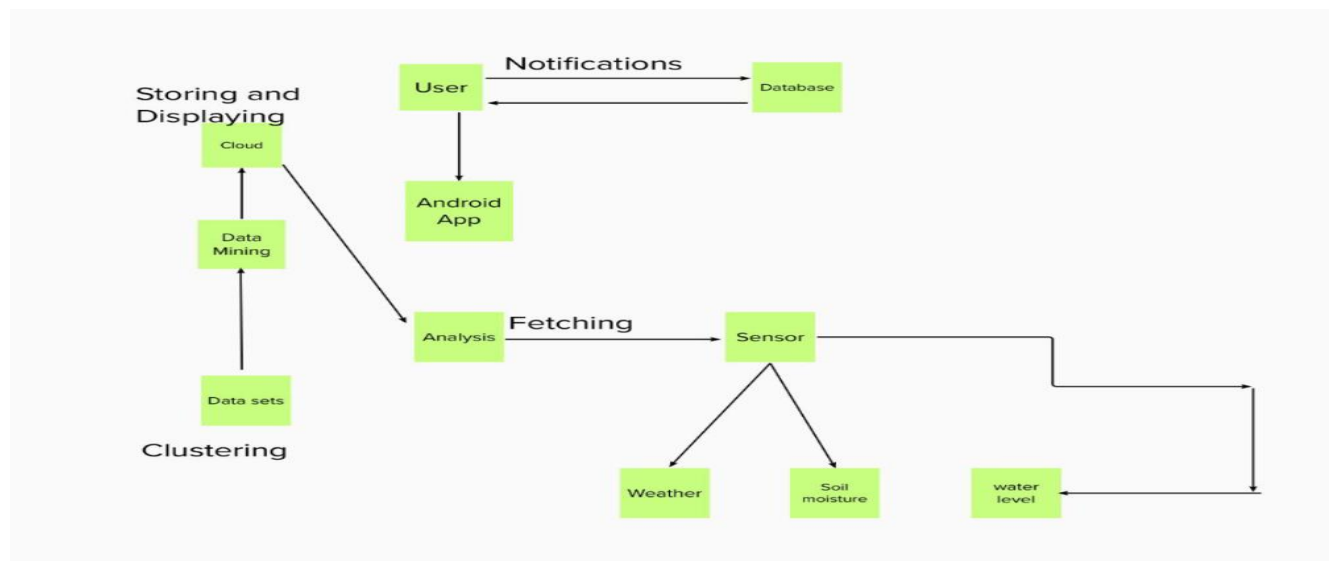 Notifications
User
Database
Storing and
Displaying
Cloud
Android
App
Data
Mining
Analysis
Fetching
Sensor
Data sets
Clustering
Weather
Soil
moisture
water
level